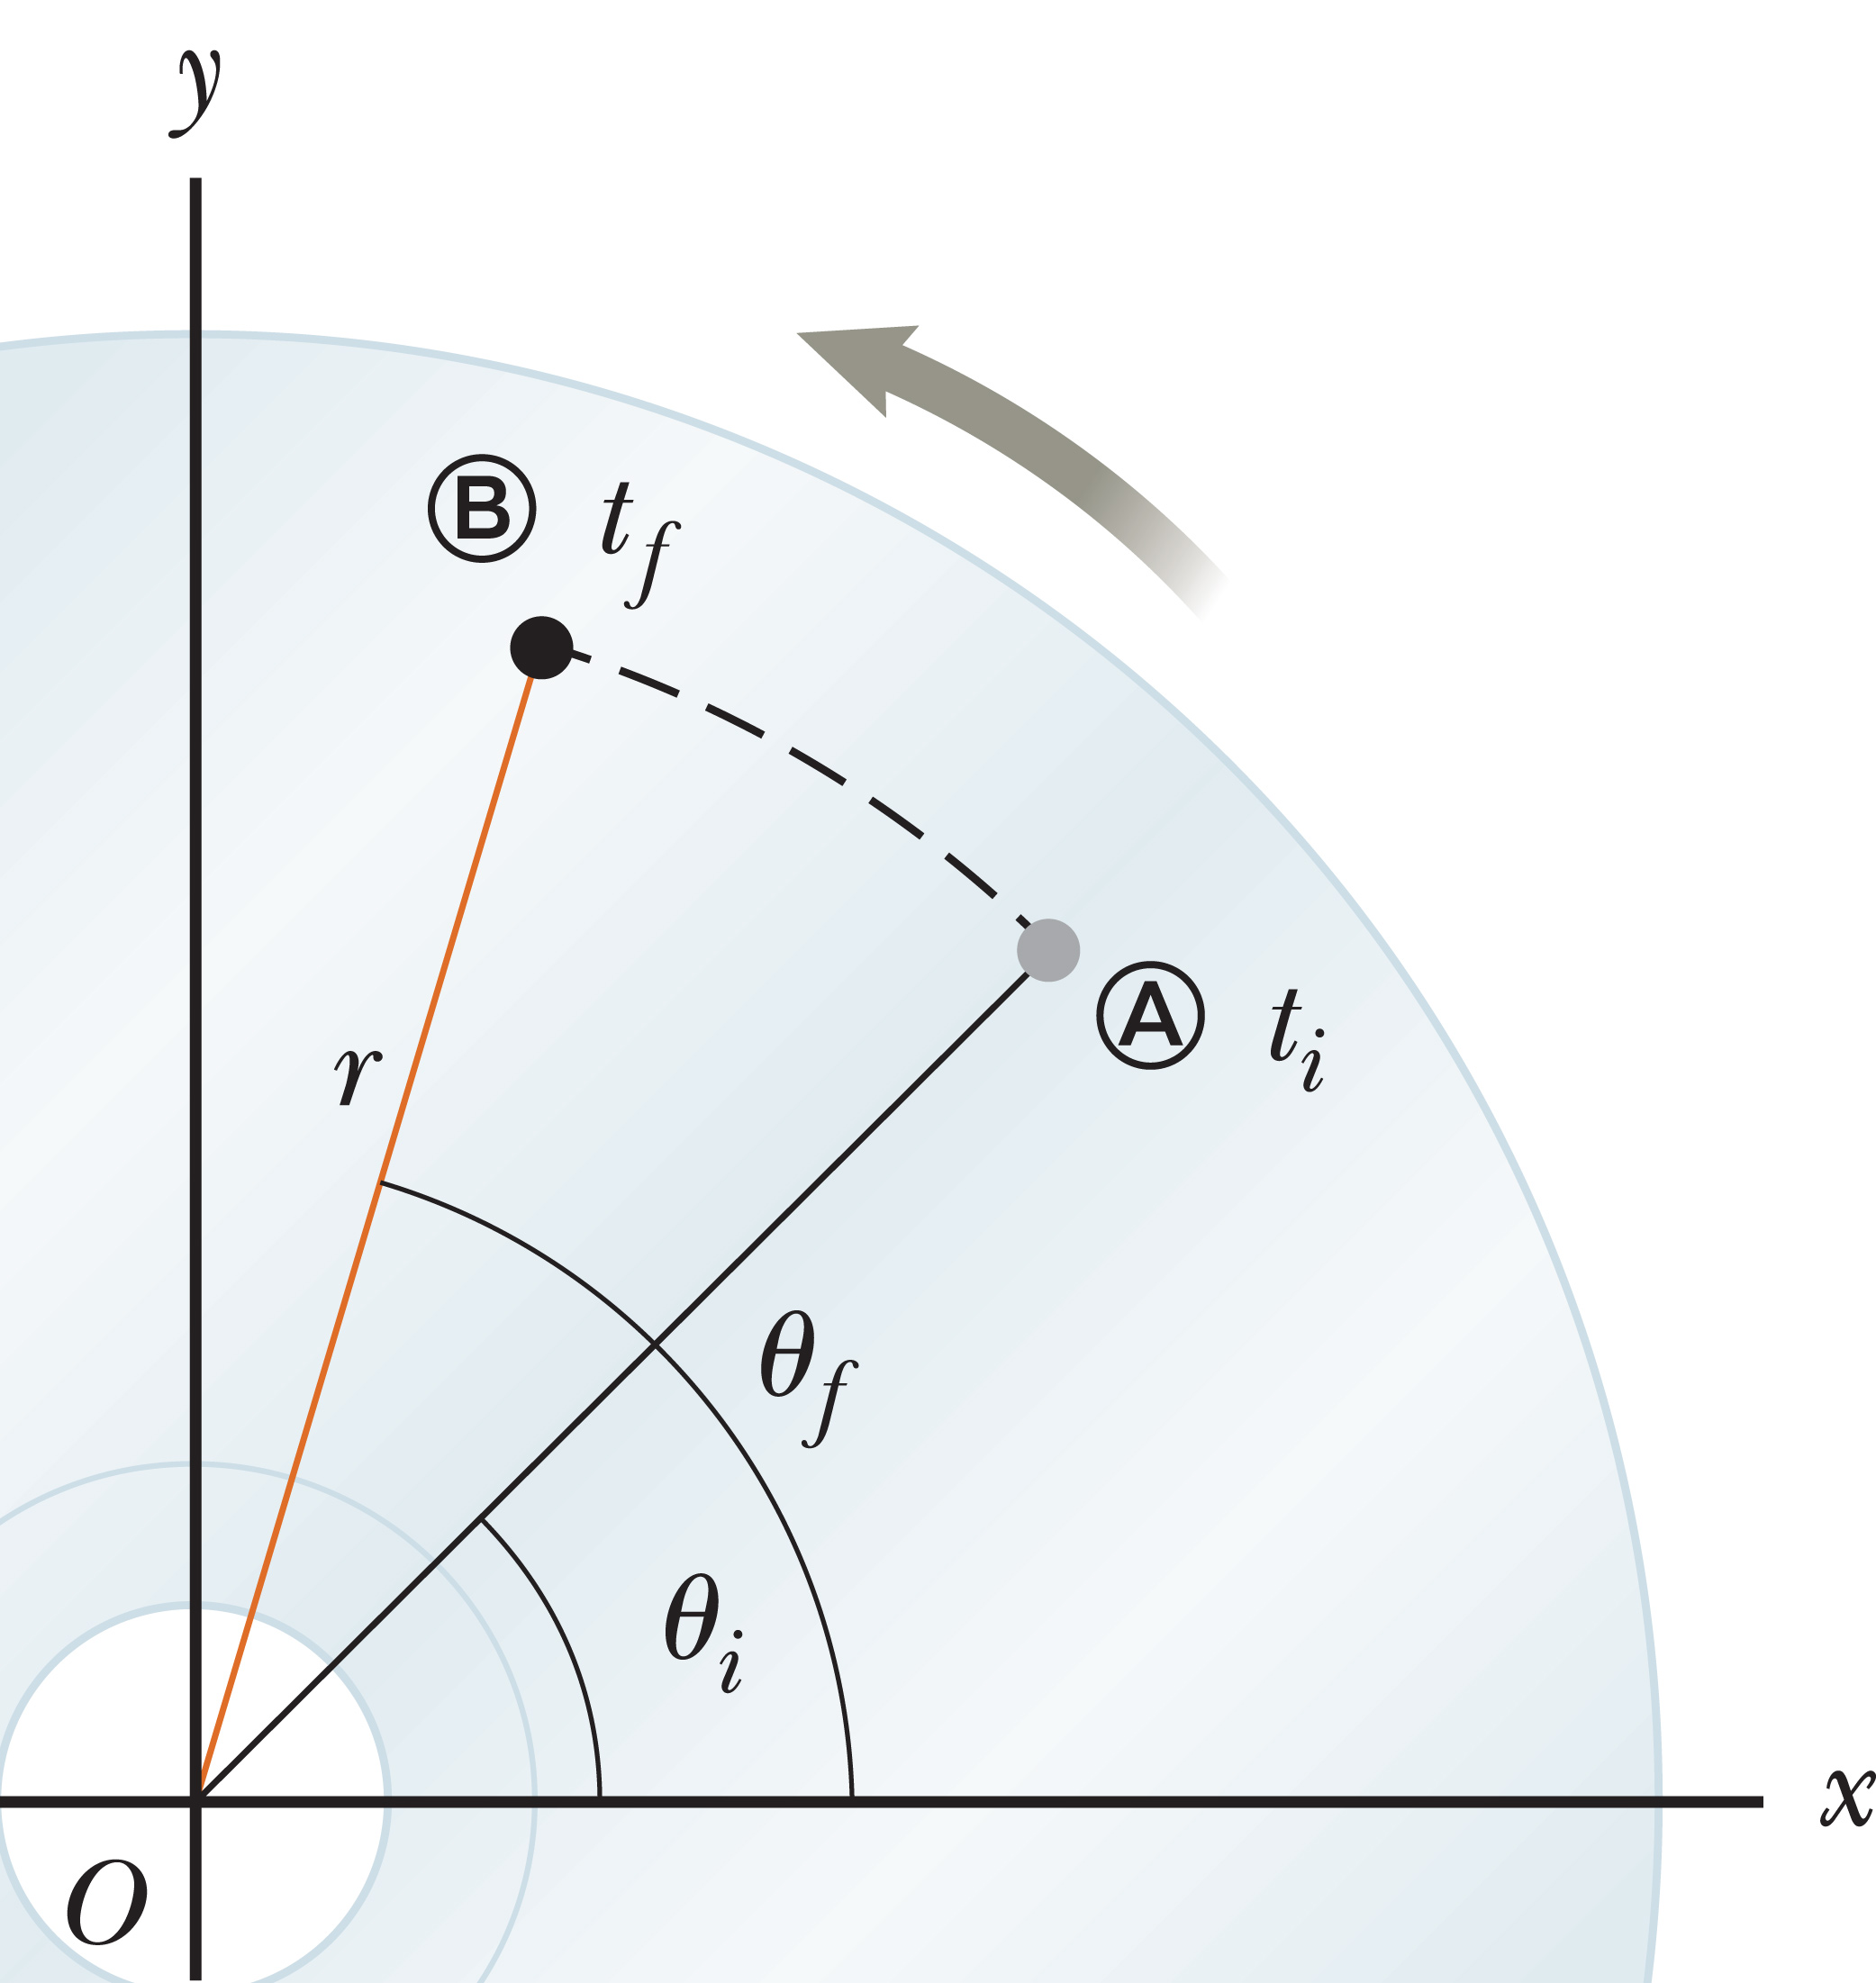 y
B t_f
A t_i
r
θ_f
θ_i
x
O